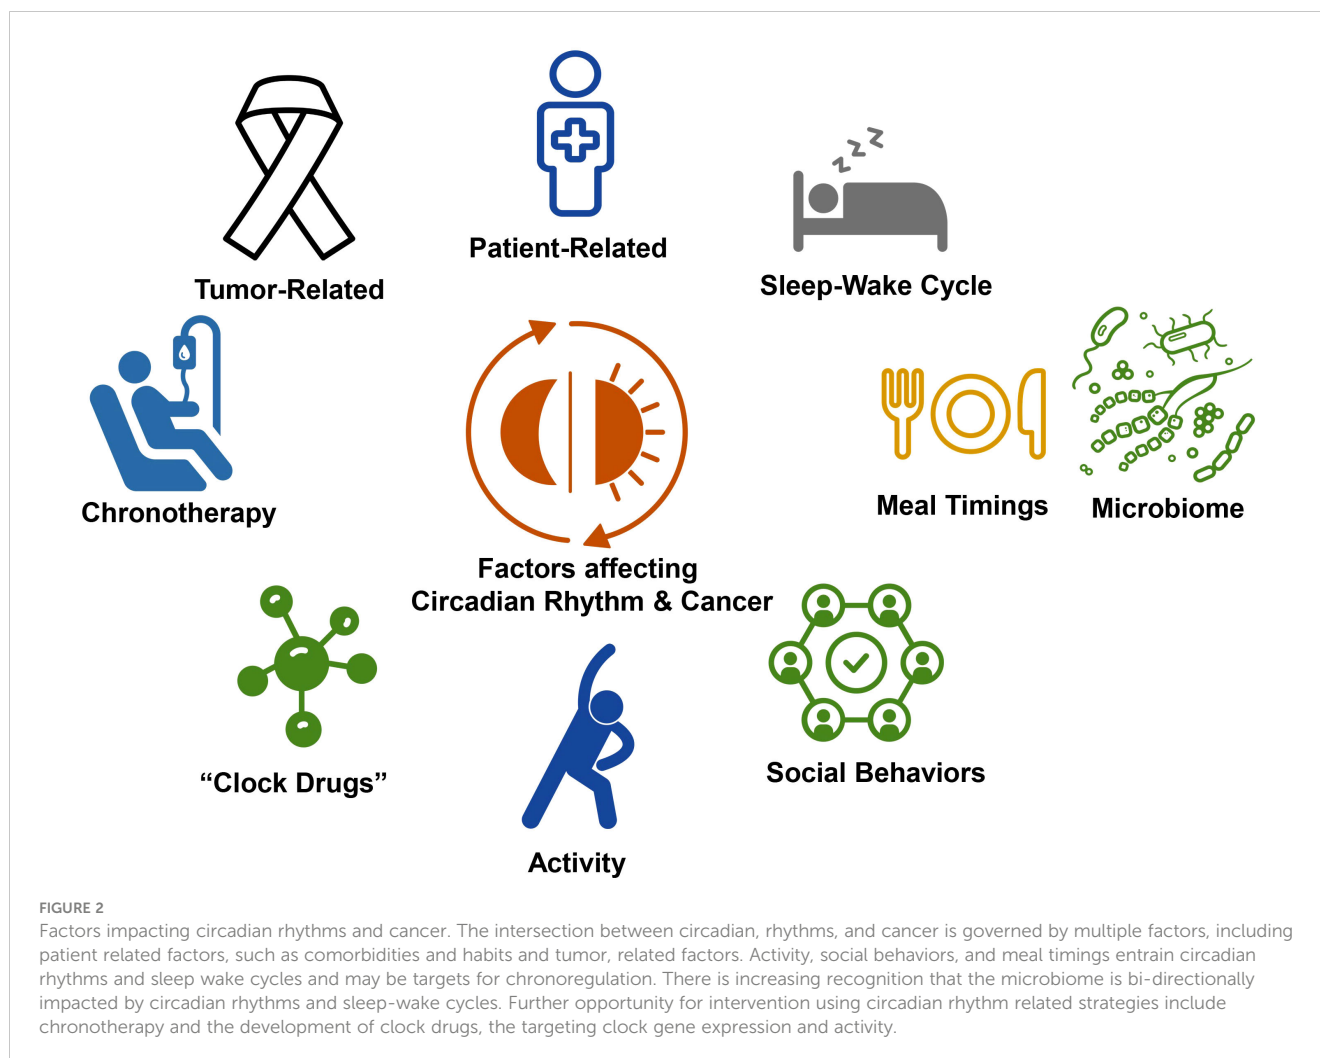 Patient-Related
Tumor-Related
Sleep-Wake Cycle
Chronotherapy
Meal Timings
Microbiome
Factors affecting
Circadian Rhythm & Cancer
“Clock Drugs”
Social Behaviors
Activity
FIGURE 2
Factors impacting circadian rhythms and cancer. The intersection between circadian, rhythms, and cancer is governed by multiple factors, including
patient related factors, such as comorbidities and habits and tumor, related factors. Activity, social behaviors, and meal timings entrain circadian
rhythms and sleep wake cycles and may be targets for chronoregulation. There is increasing recognition that the microbiome is bi-directionally
impacted by circadian rhythms and sleep-wake cycles. Further opportunity for intervention using circadian rhythm related strategies include
chronotherapy and the development of clock drugs, the targeting clock gene expression and activity.